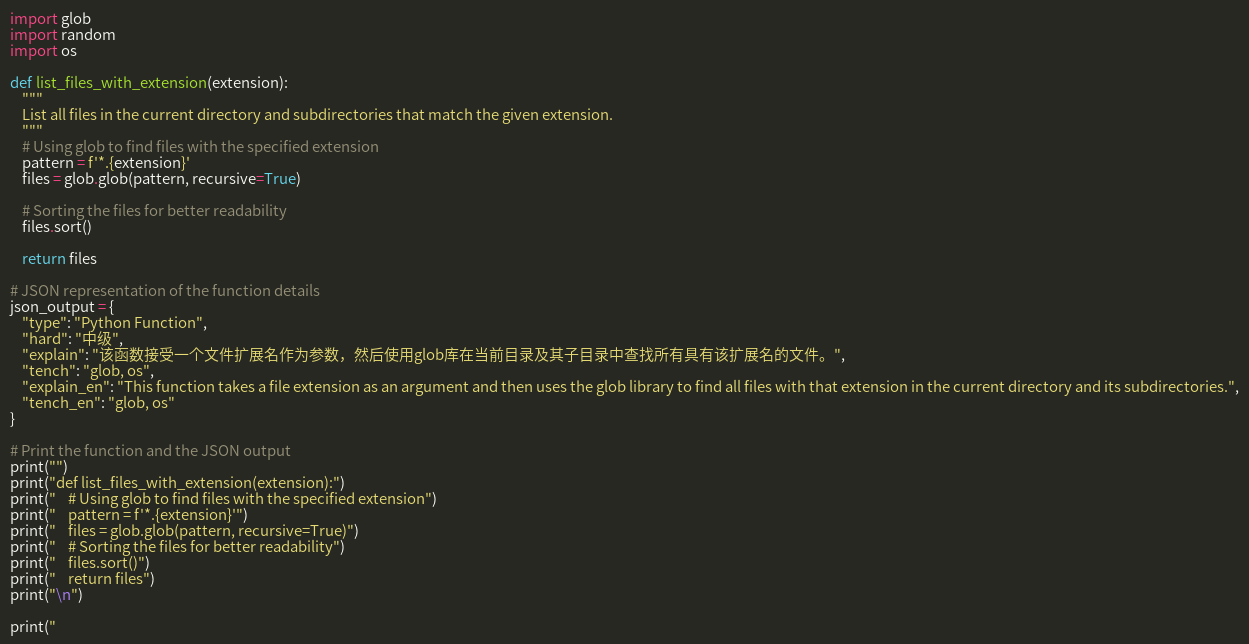 import glob
import random
import os
def list_files_with_extension(extension):
"""
List all files in the current directory and subdirectories that match the given extension.
"""
# Using glob to find files with the specified extension
pattern = f'*.{extension}'
files = glob.glob(pattern, recursive=True)
# Sorting the files for better readability
files.sort()
return files
# JSON representation of the function details
json_output = {
"type": "Python Function",
"hard": "中级",
"explain": "该函数接受一个文件扩展名作为参数，然后使用glob库在当前目录及其子目录中查找所有具有该扩展名的文件。",
"tench": "glob, os",
"explain_en": "This function takes a file extension as an argument and then uses the glob library to find all files with that extension in the current directory and its subdirectories.",
"tench_en": "glob, os"
}
# Print the function and the JSON output
print("")
print("def list_files_with_extension(extension):")
print("    # Using glob to find files with the specified extension")
print("    pattern = f'*.{extension}'")
print("    files = glob.glob(pattern, recursive=True)")
print("    # Sorting the files for better readability")
print("    files.sort()")
print("    return files")
print("\n")
print("